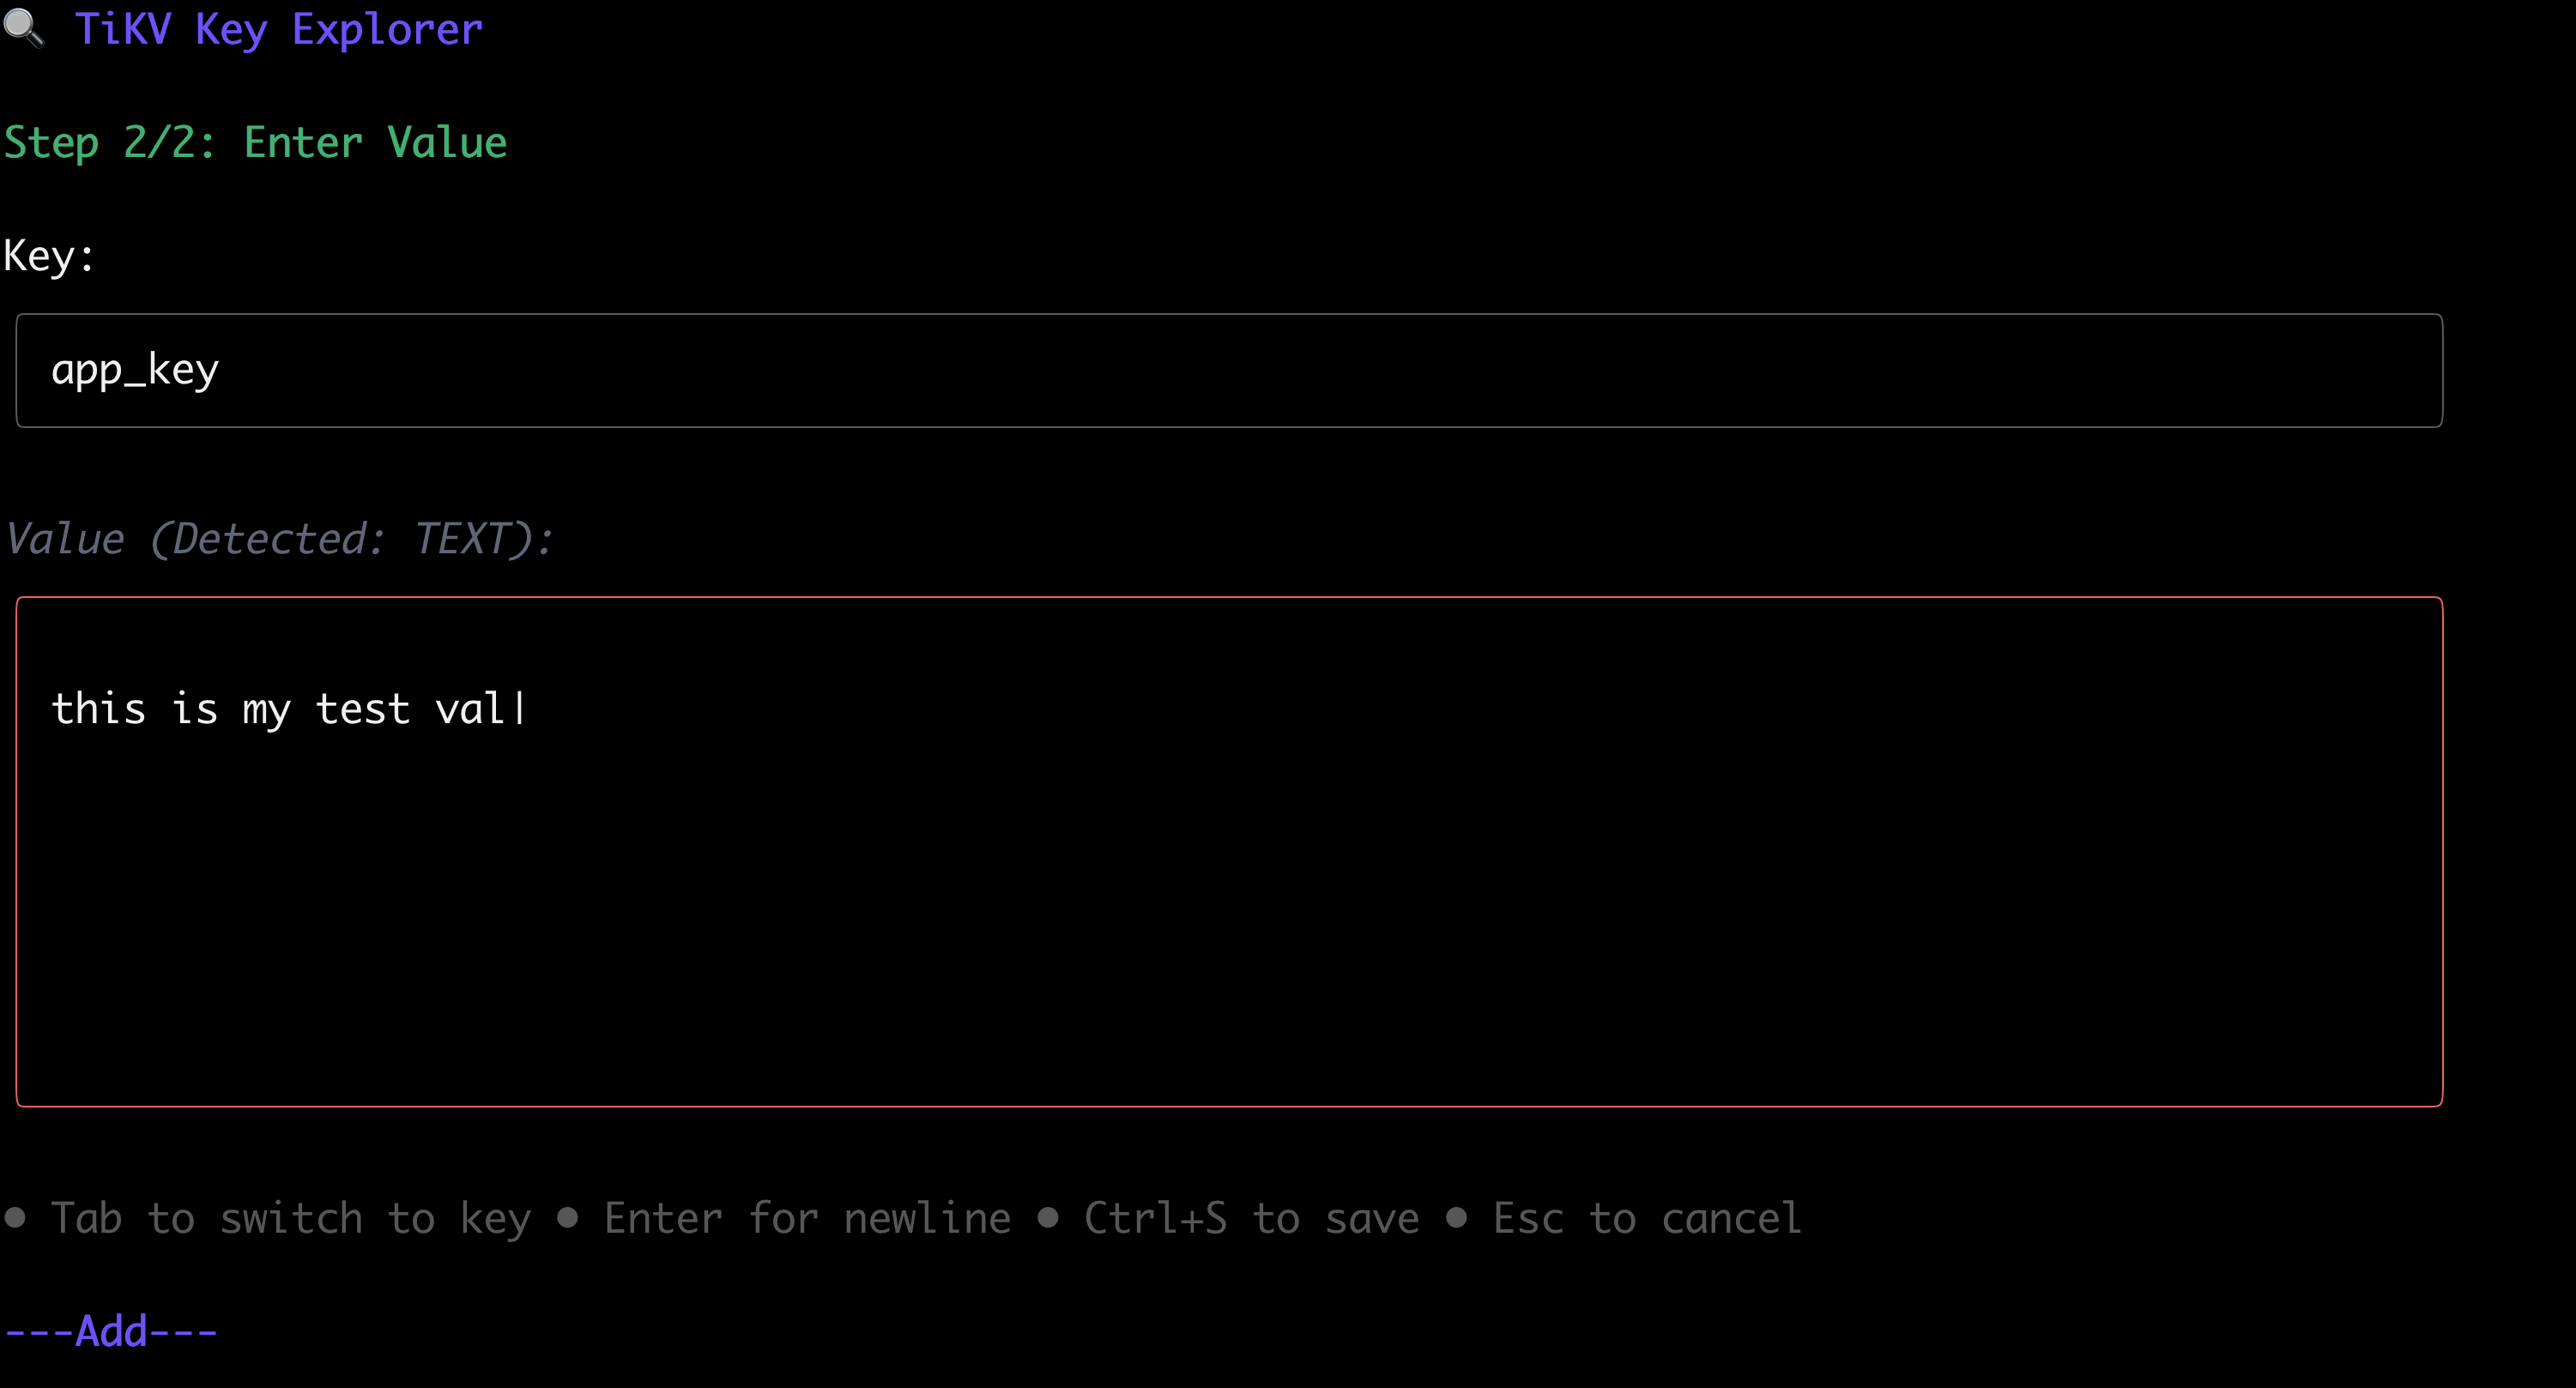 🔍 TiKV Key Explorer
Step 2/2: Enter Value
Key:
app_key
Value (Detected: TEXT):
this is my test val|
● Tab to switch to key ● Enter for newline ● Ctrl+S to save ● Esc to cancel
---Add---